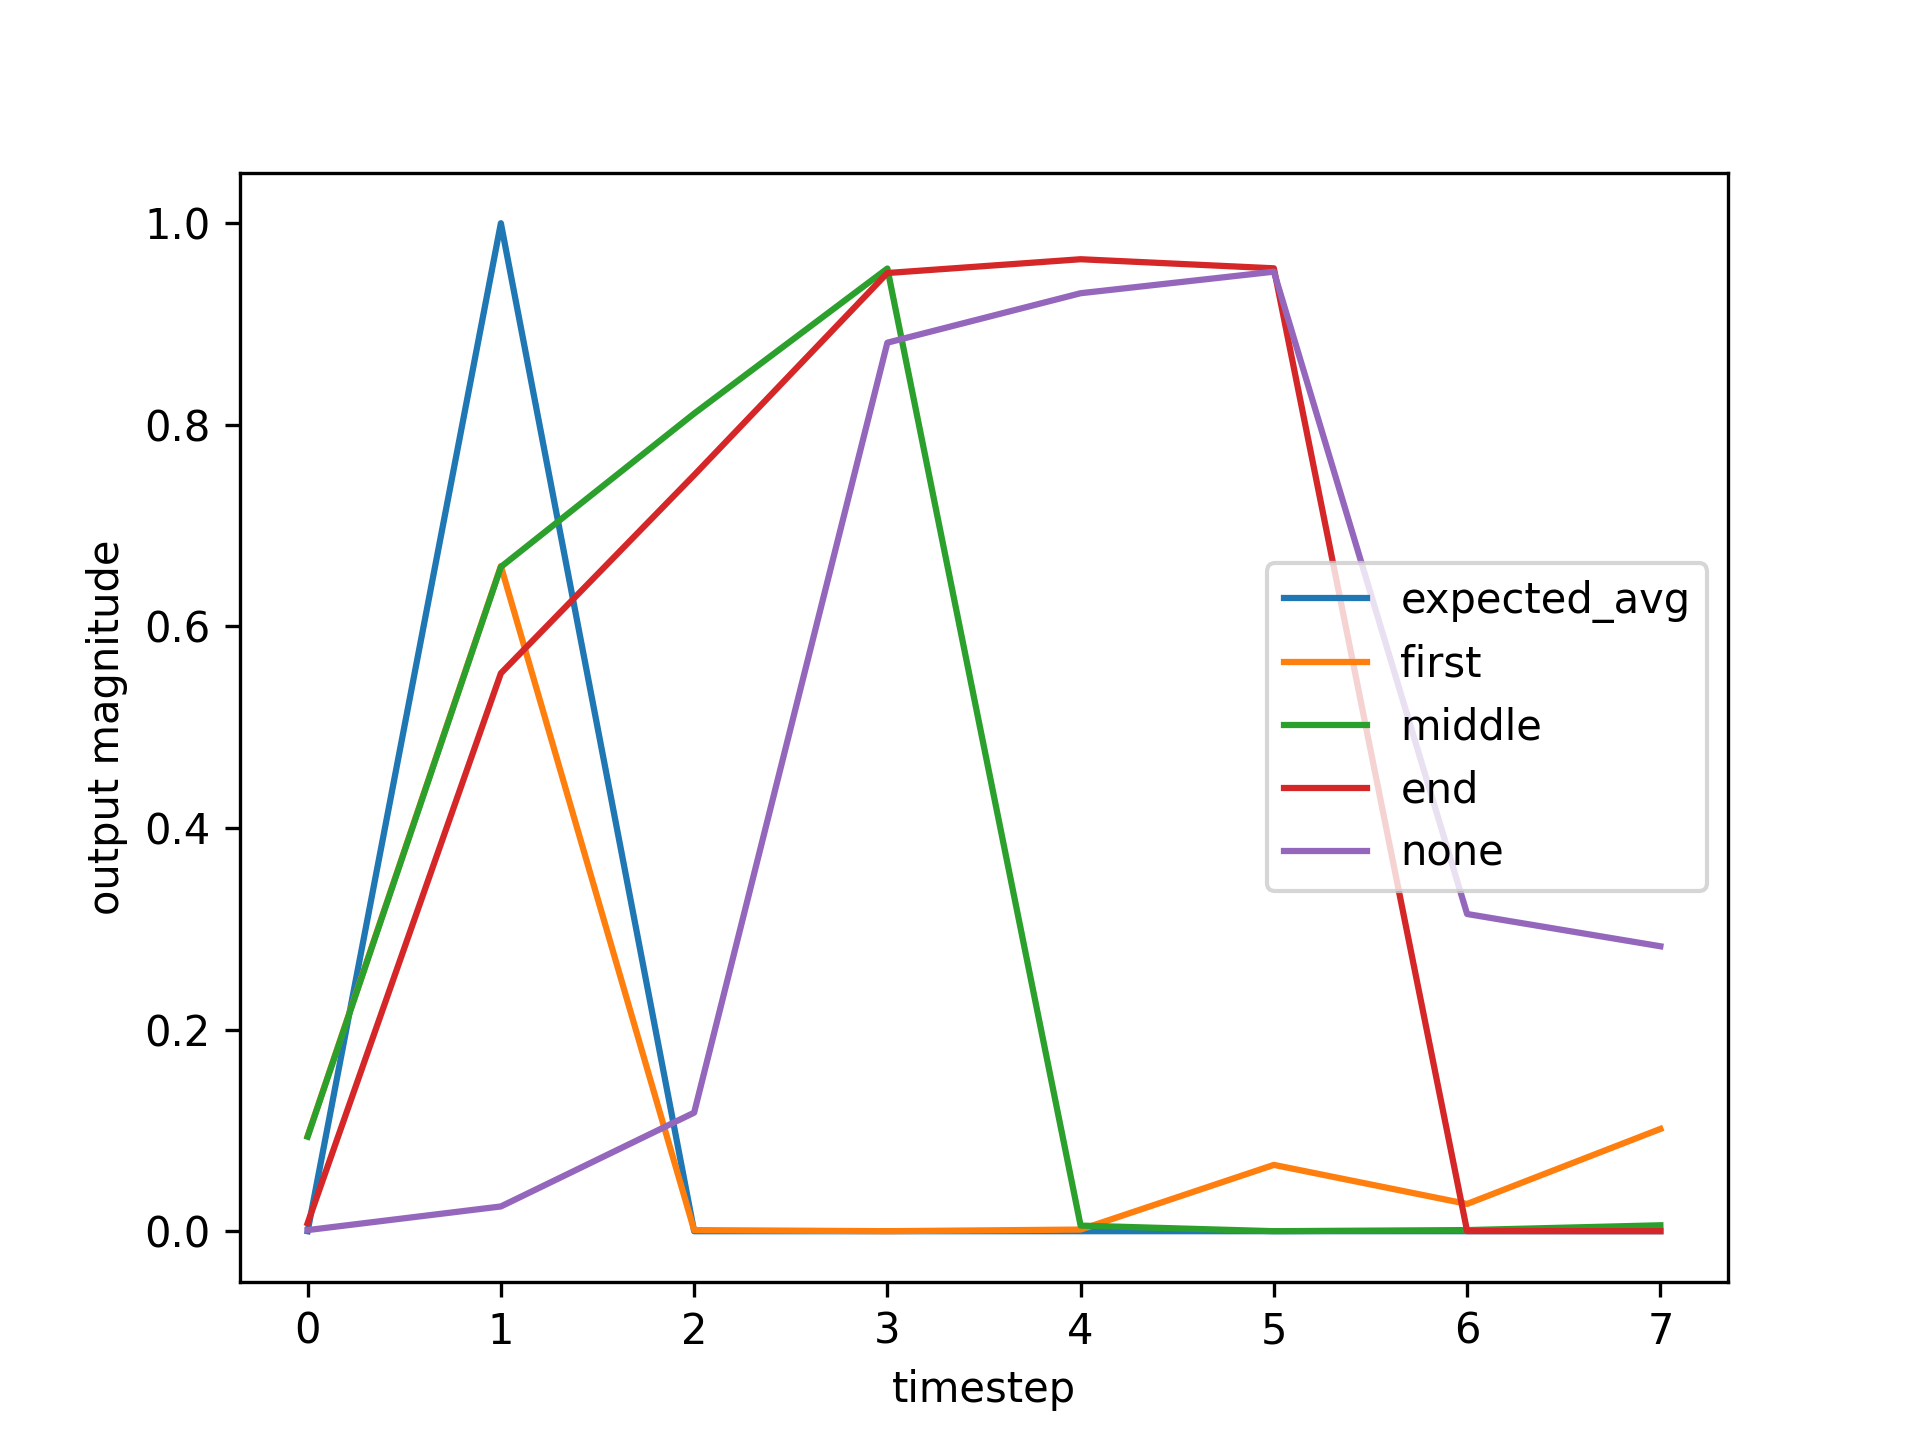 output magnitude
1.0
0.8
0.6
0.4
0.2
0.0
expected_avg
first
middle
end
none
0 1 2 3 4 5 6 7
timestep